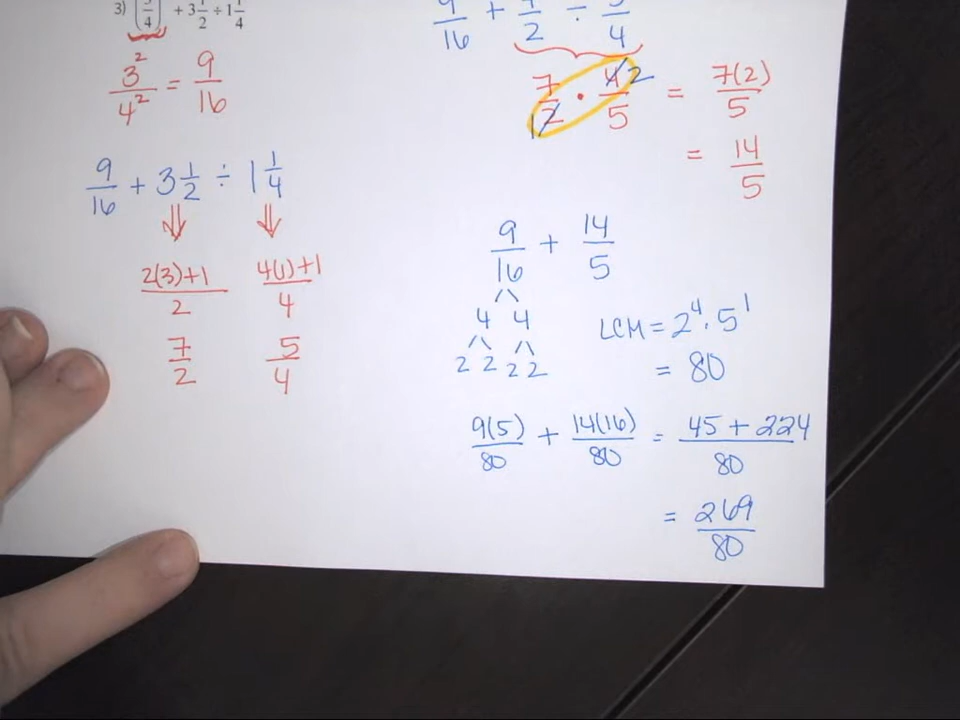 3) [3/4]² + 3 1/2 ÷ 1 1/4
3²/4² = 9/16
9/16 + 3 1/2 ÷ 1 1/4
2(3)+1/2 4(1)+1/4
7/2 5/4
9/16 + 7/2 ÷ 5/4
7/2 · 4/5 = 7(2)/5
1 2
= 14/5
9/16 + 14/5
4 4
2 2 2 2
LCM = 2⁴ · 5¹
= 80
9(5)/80 + 14(16)/80 = 45 + 224/80
= 269/80